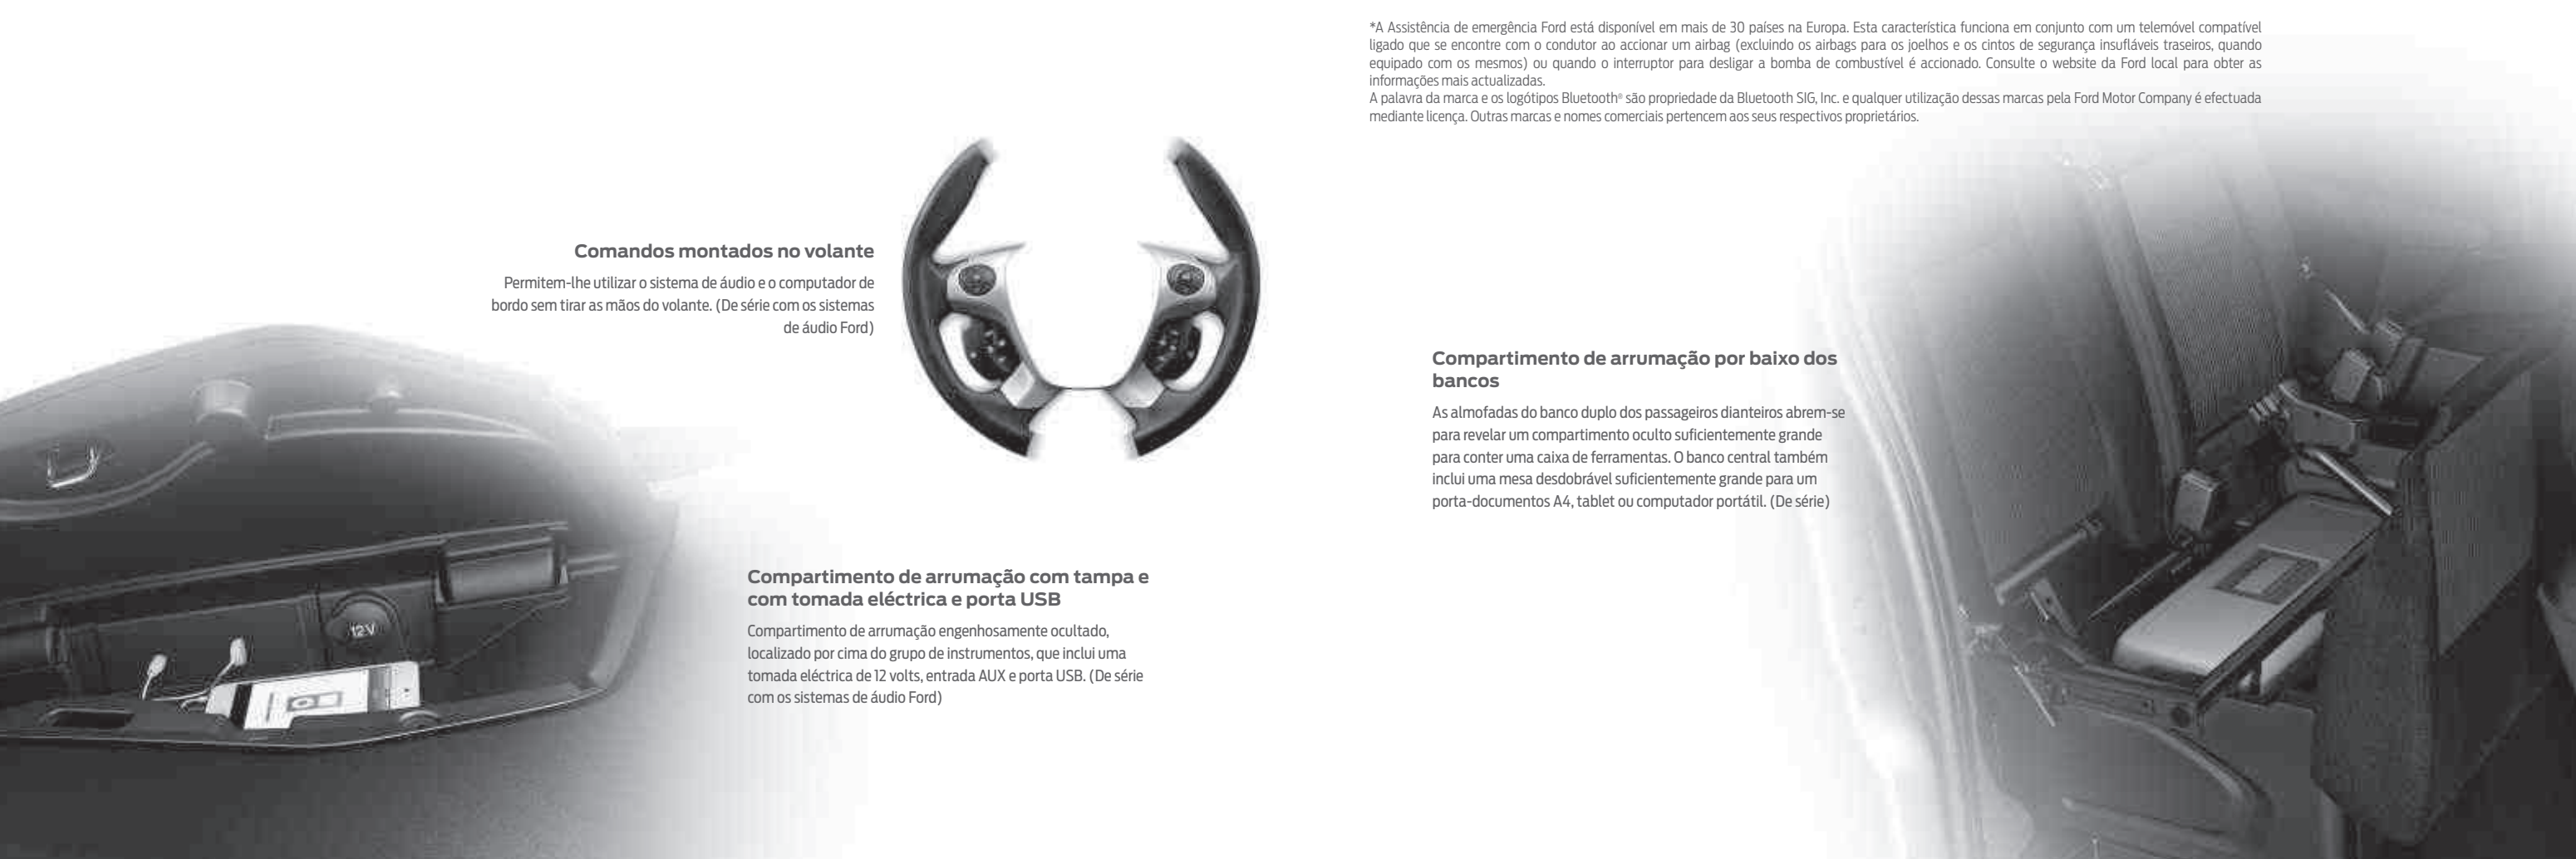 *A Assistência de emergência Ford está disponível em mais de 30 países na Europa. Esta característica funciona em conjunto com um telemóvel compatível
ligado que se encontre com o condutor ao accionar um airbag (excluindo os airbags para os joelhos e os cintos de segurança insufláveis traseiros, quando
equipado com os mesmos) ou quando o interruptor para desligar a bomba de combustível é accionado. Consulte o website da Ford local para obter as
informações mais actualizadas.
A palavra da marca e os logótipos Bluetooth® são propriedade da Bluetooth SIG, Inc. e qualquer utilização dessas marcas pela Ford Motor Company é efectuada
mediante licença. Outras marcas e nomes comerciais pertencem aos seus respectivos proprietários.
Comandos montados no volante
Permitem-lhe utilizar o sistema de áudio e o computador de
bordo sem tirar as mãos do volante. (De série com os sistemas
de áudio Ford)
Compartimento de arrumação com tampa e
com tomada eléctrica e porta USB
Compartimento de arrumação engenhosamente ocultado,
localizado por cima do grupo de instrumentos, que inclui uma
tomada eléctrica de 12 volts, entrada AUX e porta USB. (De série
com os sistemas de áudio Ford)
12V
Compartimento de arrumação por baixo dos
bancos
As almofadas do banco duplo dos passageiros dianteiros abrem-se
para revelar um compartimento oculto suficientemente grande
para conter uma caixa de ferramentas. O banco central também
inclui uma mesa desdobrável suficientemente grande para um
porta-documentos A4, tablet ou computador portátil. (De série)